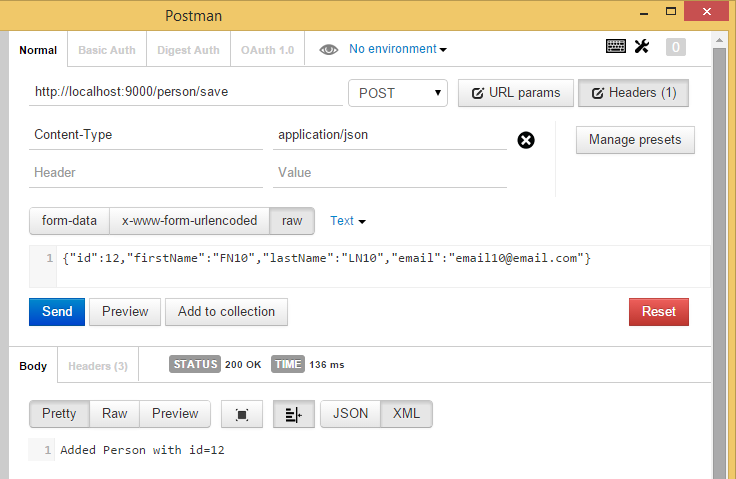 Postman
Normal Basic Auth Digest Auth OAuth 1.0 No environment 0
http://localhost:9000/person/save POST URL params Headers (1)
Content-Type application/json Manage presets
Header Value
form-data x-www-form-urlencoded raw Text
1 {"id":12,"firstName":"FN10","lastName":"LN10","email":"email10@email.com"}
Send Preview Add to collection Reset
Body Headers (3) STATUS 200 OK TIME 136 ms
Pretty Raw Preview JSON XML
1 Added Person with id=12